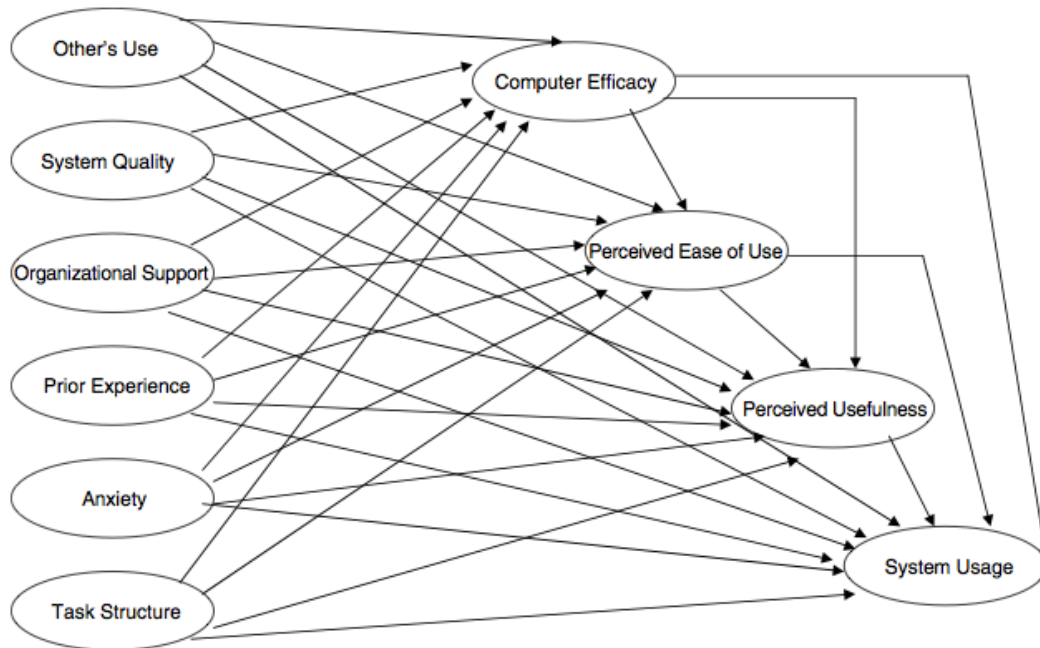 Other's Use
Computer Efficacy
System Quality
Perceived Ease of Use
Organizational Support
Prior Experience
Perceived Usefulness
Anxiety
System Usage
Task Structure